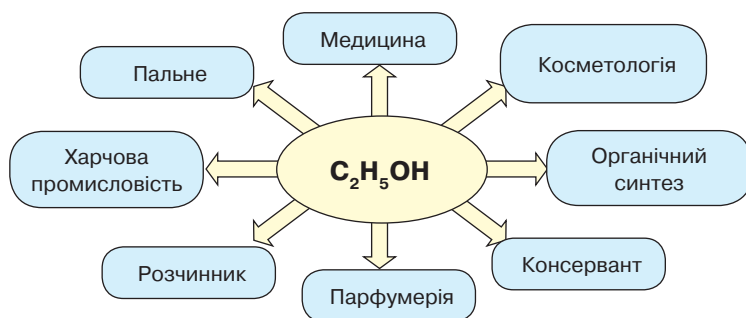 Медицина
Пальне
Косметологія
Харчова
промисловість
C₂H₅OH
Органічний
синтез
Розчинник
Парфумерія
Консервант